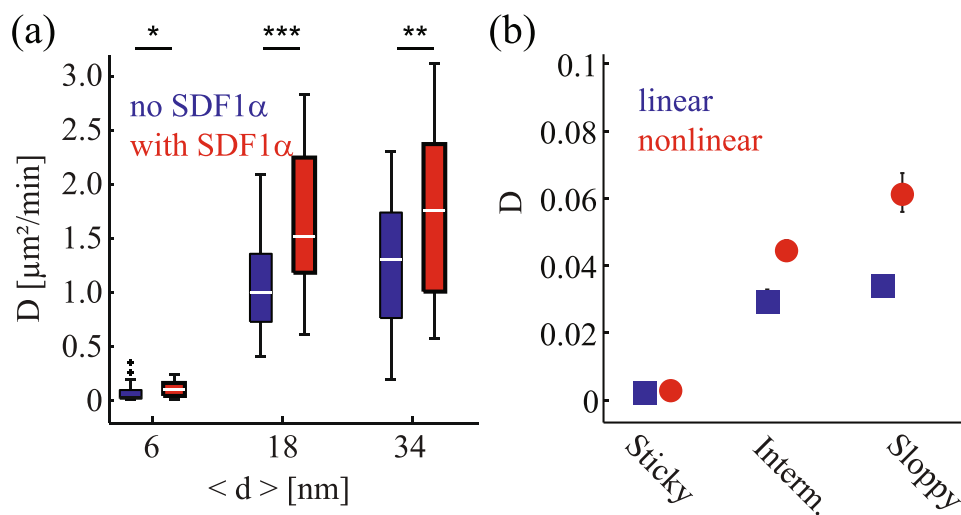 (a)
* *** **
3.0
2.5
2.0
1.5
1.0
0.5
0
D [μm²/min]
no SDF1α
with SDF1α
6 18 34
< d > [nm]
(b)
0.1
0.08
0.06
0.04
0.02
0
D
linear
nonlinear
Sticky Interm. Sloppy